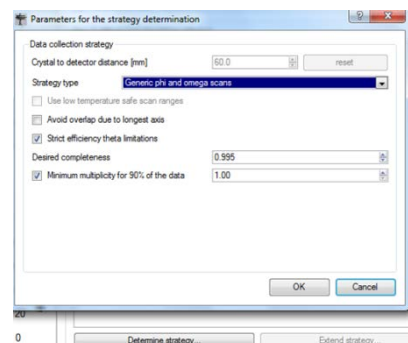 Parameters for the strategy determination
Data collection strategy
Crystal to detector distance [mm] 60.0 reset
Strategy type Generic phi and omega scans
Use low temperature safe scan ranges
Avoid overlap due to longest axis
Strict efficiency theta limitations
Desired completeness 0.995
Minimum multiplicity for 90% of the data 1.00
OK Cancel
20
0 Determine strategy... Extend strategy...